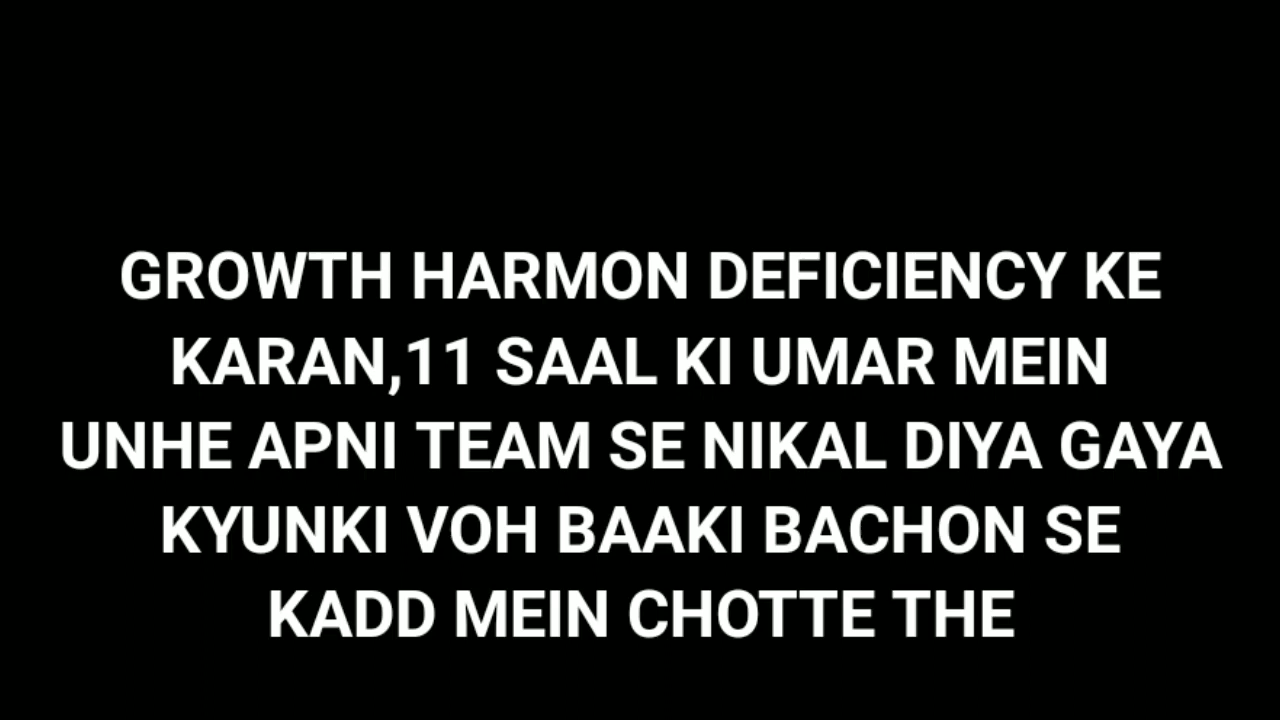 GROWTH HARMON DEFICIENCY KE
KARAN,11 SAAL KI UMAR MEIN
UNHE APNI TEAM SE NIKAL DIYA GAYA
KYUNKI VOH BAAKI BACHON SE
KADD MEIN CHOTTE THE